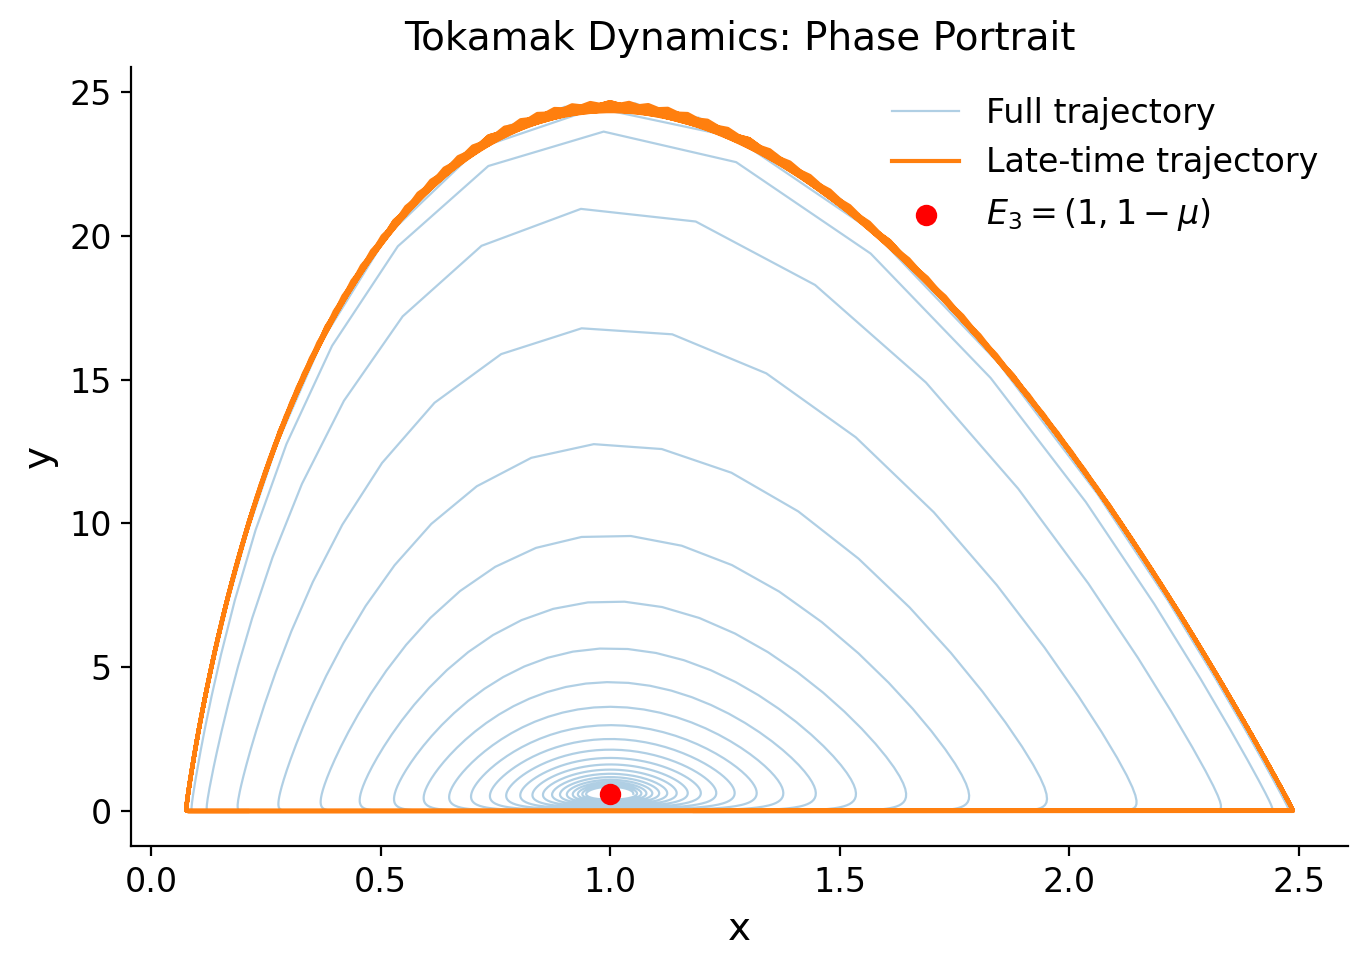 Tokamak Dynamics: Phase Portrait
25
20
15
10
5
0
y
Full trajectory
Late-time trajectory
E₃ = (1, 1 − μ)
0.0 0.5 1.0 1.5 2.0 2.5
x